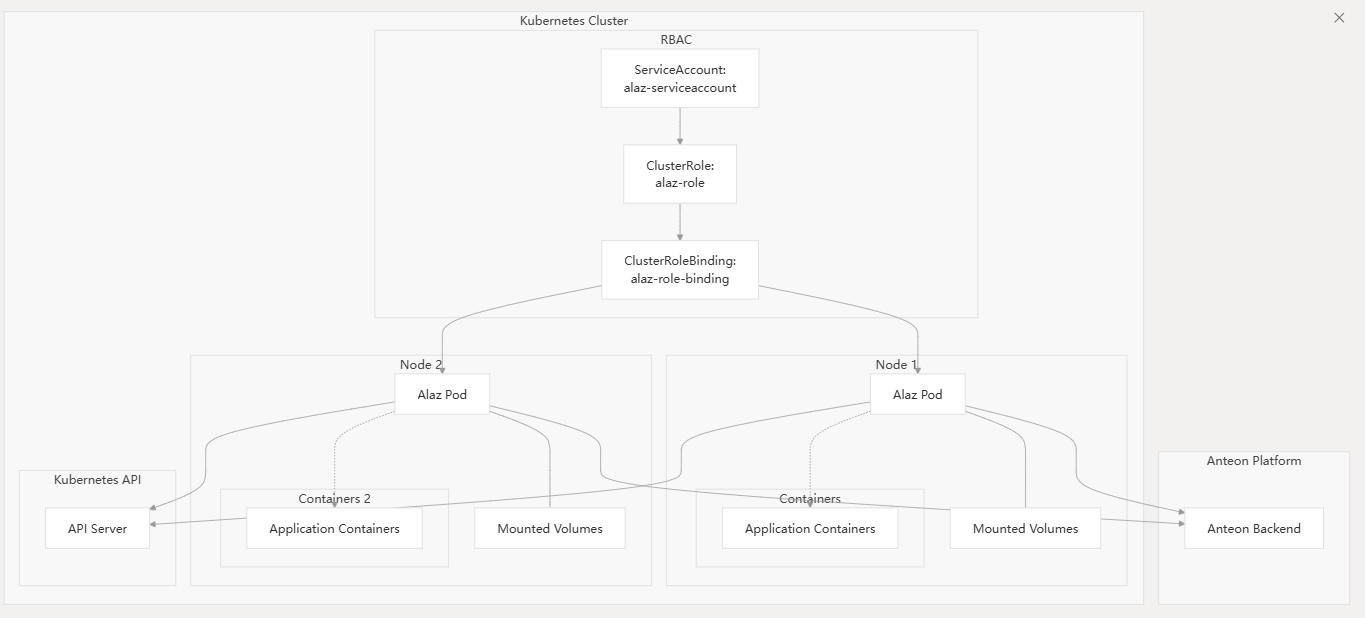 Kubernetes Cluster
RBAC
ServiceAccount:
alaz-serviceaccount
ClusterRole:
alaz-role
ClusterRoleBinding:
alaz-role-binding
Node 2
Node 1
Alaz Pod
Alaz Pod
Kubernetes API
Anteon Platform
Containers 2
Containers
API Server
Application Containers
Mounted Volumes
Application Containers
Mounted Volumes
Anteon Backend